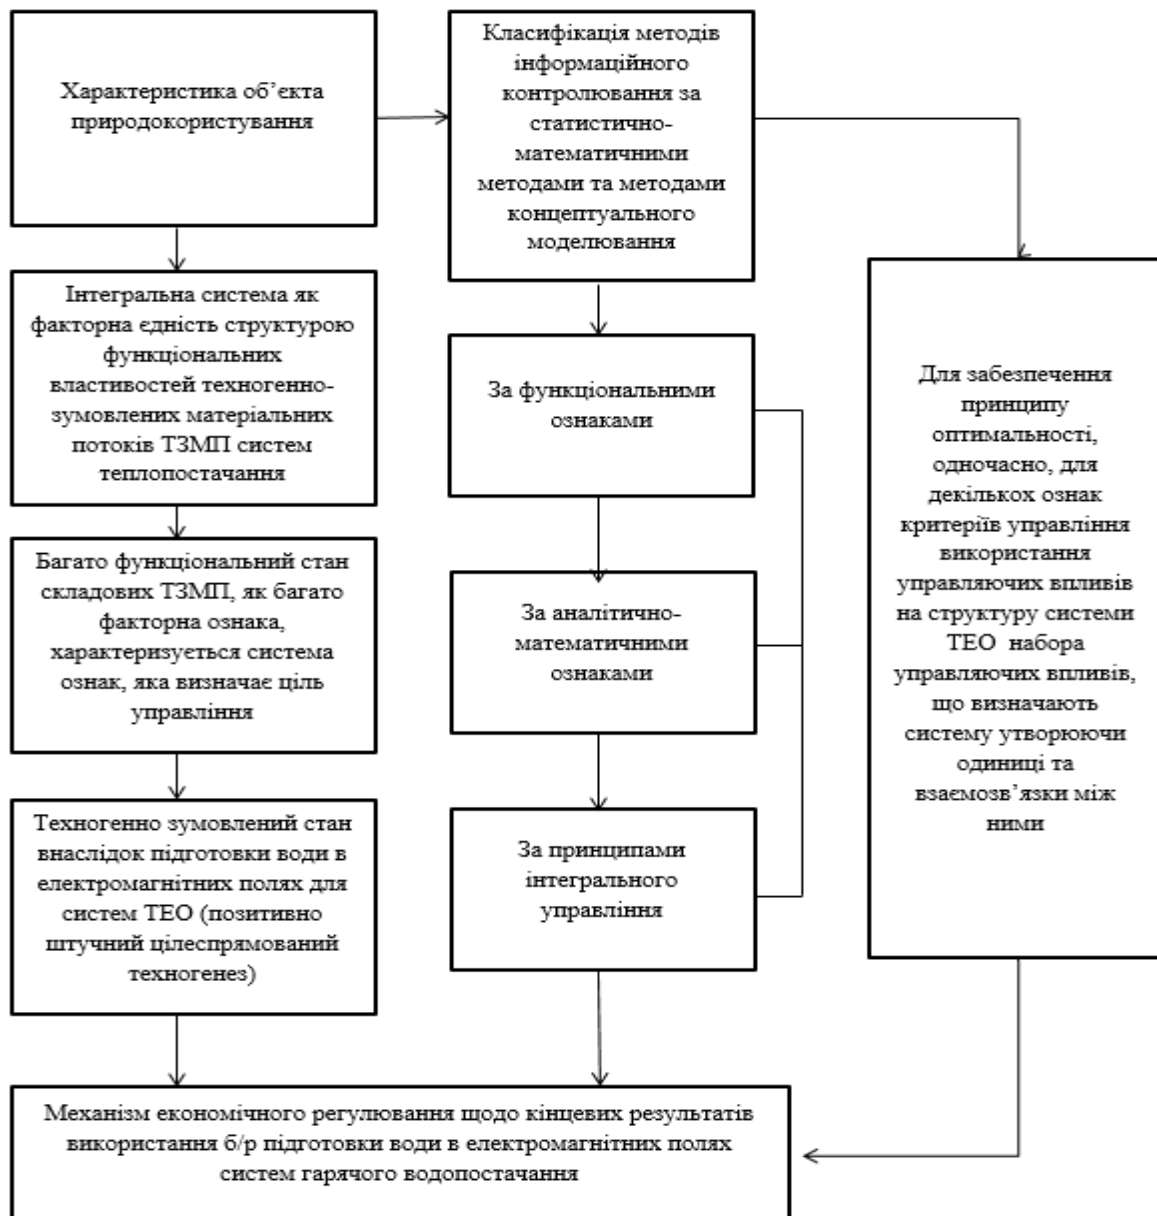 Характеристика об’єкта
природокористування
Класифікація методів
інформаційного
контролювання за
статистично-
математичними
методами та методами
концептуального
моделювання
Інтегральна система як
факторна єдність структурою
функціональних
властивостей техногенно-
зумовлених матеріальних
потоків ТЗМП систем
теплопостачання
За функціональними
ознаками
Для забезпечення
принципу
оптимальності,
одночасно, для
декількох ознак
критеріїв управління
використання
управляючих впливів
на структуру системи
ТЕО набора
управляючих впливів,
що визначають
систему утворюючи
одиниці та
взаємозв’язки між
ними
Багато функціональний стан
складових ТЗМП, як багато
факторна ознака,
характеризується система
ознак, яка визначає ціль
управління
За аналітично-
математичними
ознаками
Техногенно зумовлений стан
внаслідок підготовки води в
електромагнітних полях для
систем ТЕО (позитивно
штучний цілеспрямований
техногенез)
За принципами
інтегрального
управління
Механізм економічного регулювання щодо кінцевих результатів
використання б/р підготовки води в електромагнітних полях
систем гарячого водопостачання